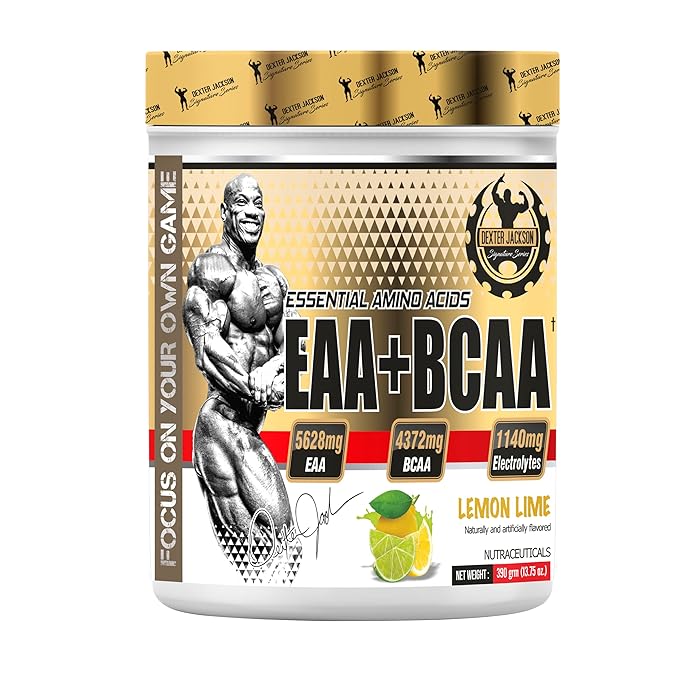 DEXTER JACKSON
Signature Series
FOCUS ON YOUR OWN GAME
DEXTER JACKSON
Signature Series
ESSENTIAL AMINO ACIDS
EAA+BCAA†
5628mg
EAA
4372mg
BCAA
1140mg
Electrolytes
Dexter Jackson
LEMON LIME
Naturally and artificially flavored
NUTRACEUTICALS
NET WEIGHT : 390 grm (13.75 oz.)